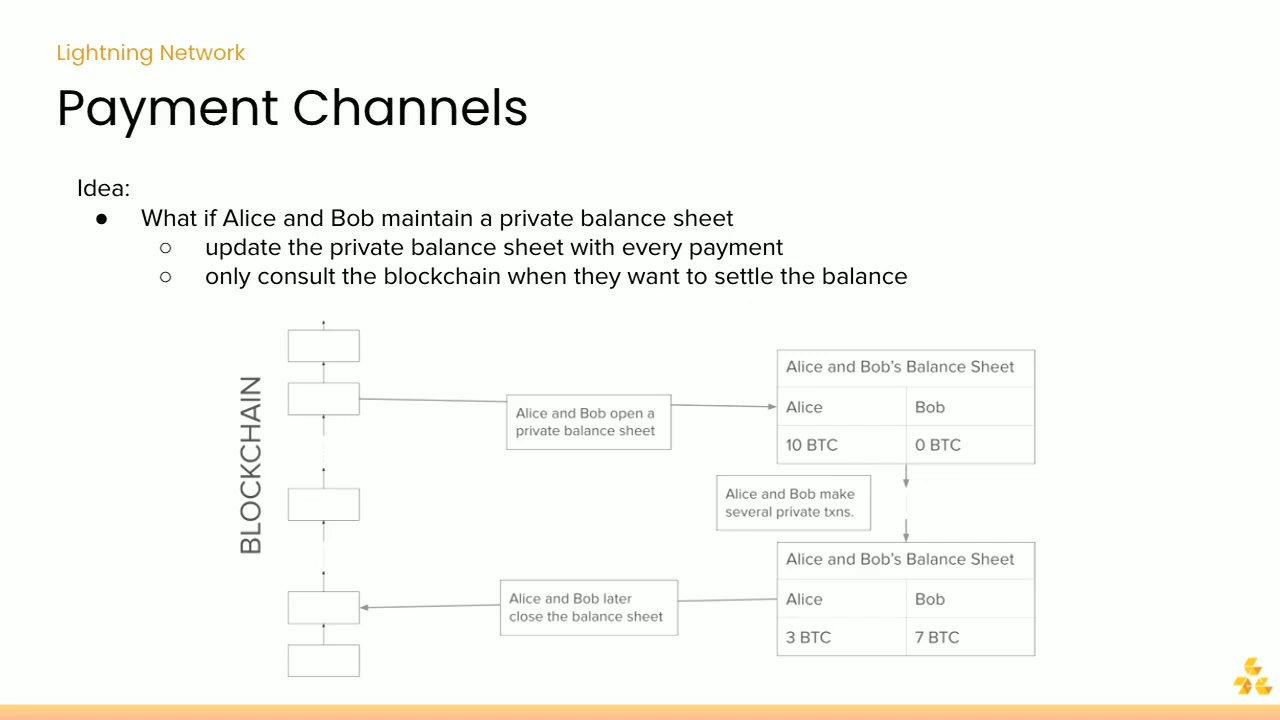 Lightning Network
Payment Channels
Idea:
● What if Alice and Bob maintain a private balance sheet
○ update the private balance sheet with every payment
○ only consult the blockchain when they want to settle the balance
BLOCKCHAIN
Alice and Bob open a
private balance sheet
Alice and Bob's Balance Sheet
Alice Bob
10 BTC 0 BTC
Alice and Bob make
several private txns.
Alice and Bob's Balance Sheet
Alice Bob
3 BTC 7 BTC
Alice and Bob later
close the balance sheet